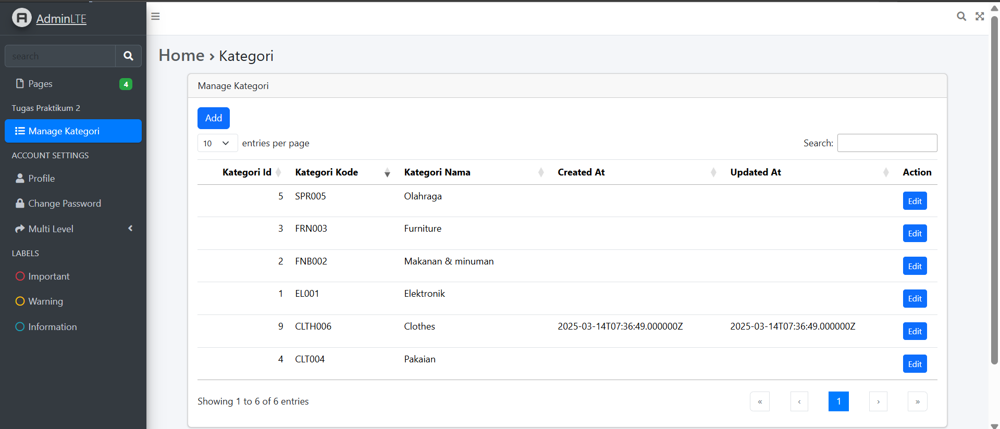 AdminLTE
search
Pages 4
Tugas Praktikum 2
Manage Kategori
ACCOUNT SETTINGS
Profile
Change Password
Multi Level
LABELS
Important
Warning
Information
Home › Kategori
Manage Kategori
Add
10 entries per page Search:
Kategori Id Kategori Kode Kategori Nama Created At Updated At Action
5 SPR005 Olahraga Edit
3 FRN003 Furniture Edit
2 FNB002 Makanan & minuman Edit
1 EL001 Elektronik Edit
9 CLTH006 Clothes 2025-03-14T07:36:49.000000Z 2025-03-14T07:36:49.000000Z Edit
4 CLT004 Pakaian Edit
Showing 1 to 6 of 6 entries « ‹ 1 › »